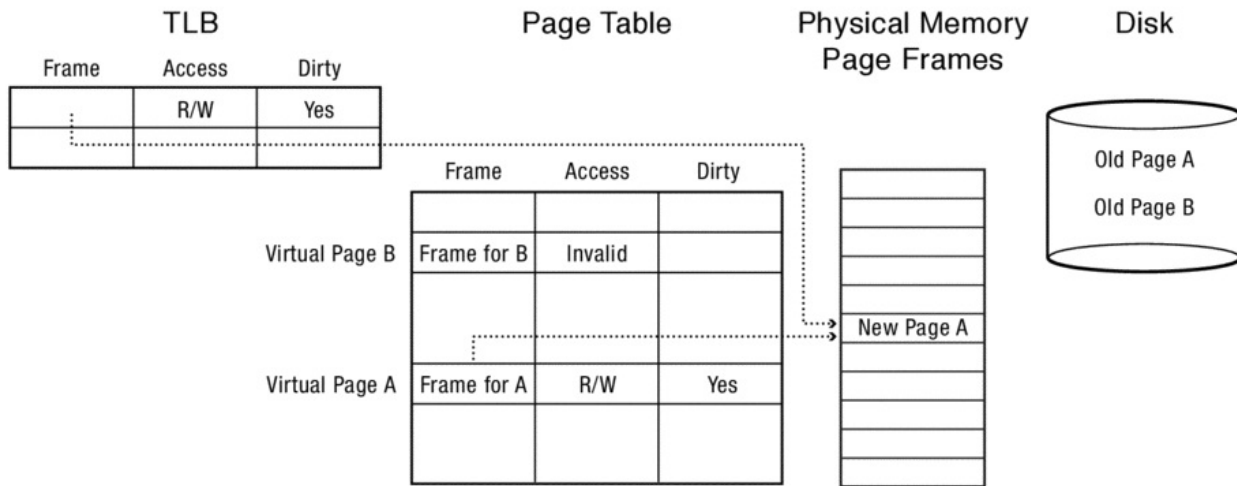 TLB
Page Table
Physical Memory
Page Frames
Disk
Frame Access Dirty
R/W Yes
Old Page A
Old Page B
Frame Access Dirty
Virtual Page B Frame for B Invalid
New Page A
Virtual Page A Frame for A R/W Yes